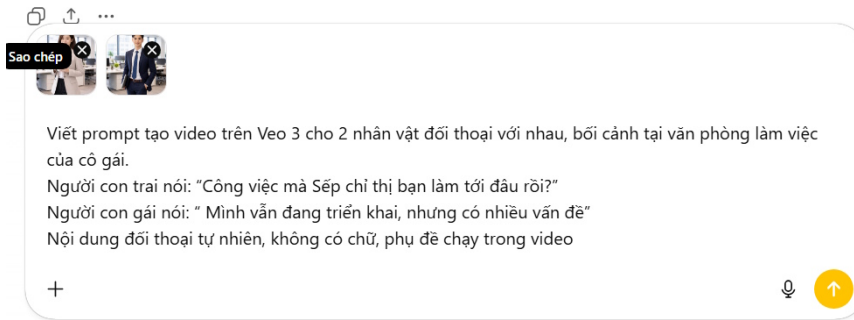 Sao chép
Viết prompt tạo video trên Veo 3 cho 2 nhân vật đối thoại với nhau, bối cảnh tại văn phòng làm việc
của cô gái.
Người con trai nói: “Công việc mà Sếp chỉ thị bạn làm tới đâu rồi?”
Người con gái nói: “ Mình vẫn đang triển khai, nhưng có nhiều vấn đề”
Nội dung đối thoại tự nhiên, không có chữ, phụ đề chạy trong video